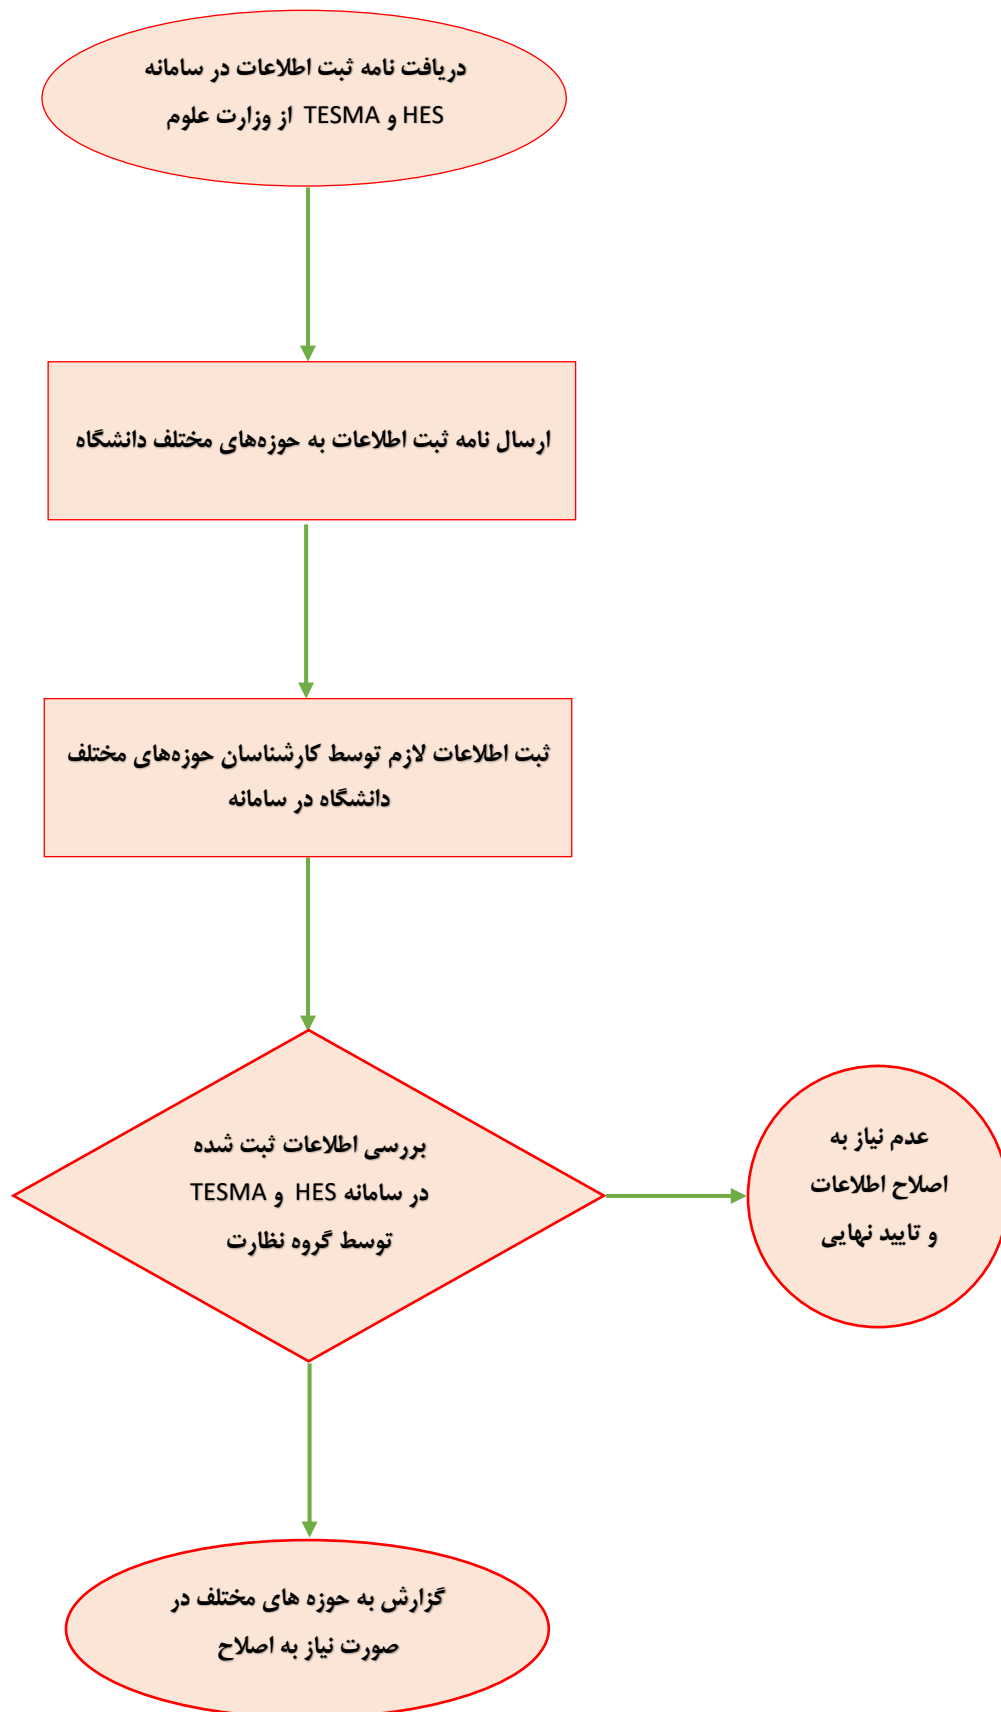 دریافت نامه ثبت اطلاعات در سامانه
HES و TESMA از وزارت علوم
ارسال نامه ثبت اطلاعات به حوزه‌های مختلف دانشگاه
ثبت اطلاعات لازم توسط کارشناسان حوزه‌های مختلف
دانشگاه در سامانه
بررسی اطلاعات ثبت شده
در سامانه HES و TESMA
توسط گروه نظارت
عدم نیاز به
اصلاح اطلاعات
و تایید نهایی
گزارش به حوزه های مختلف در
صورت نیاز به اصلاح